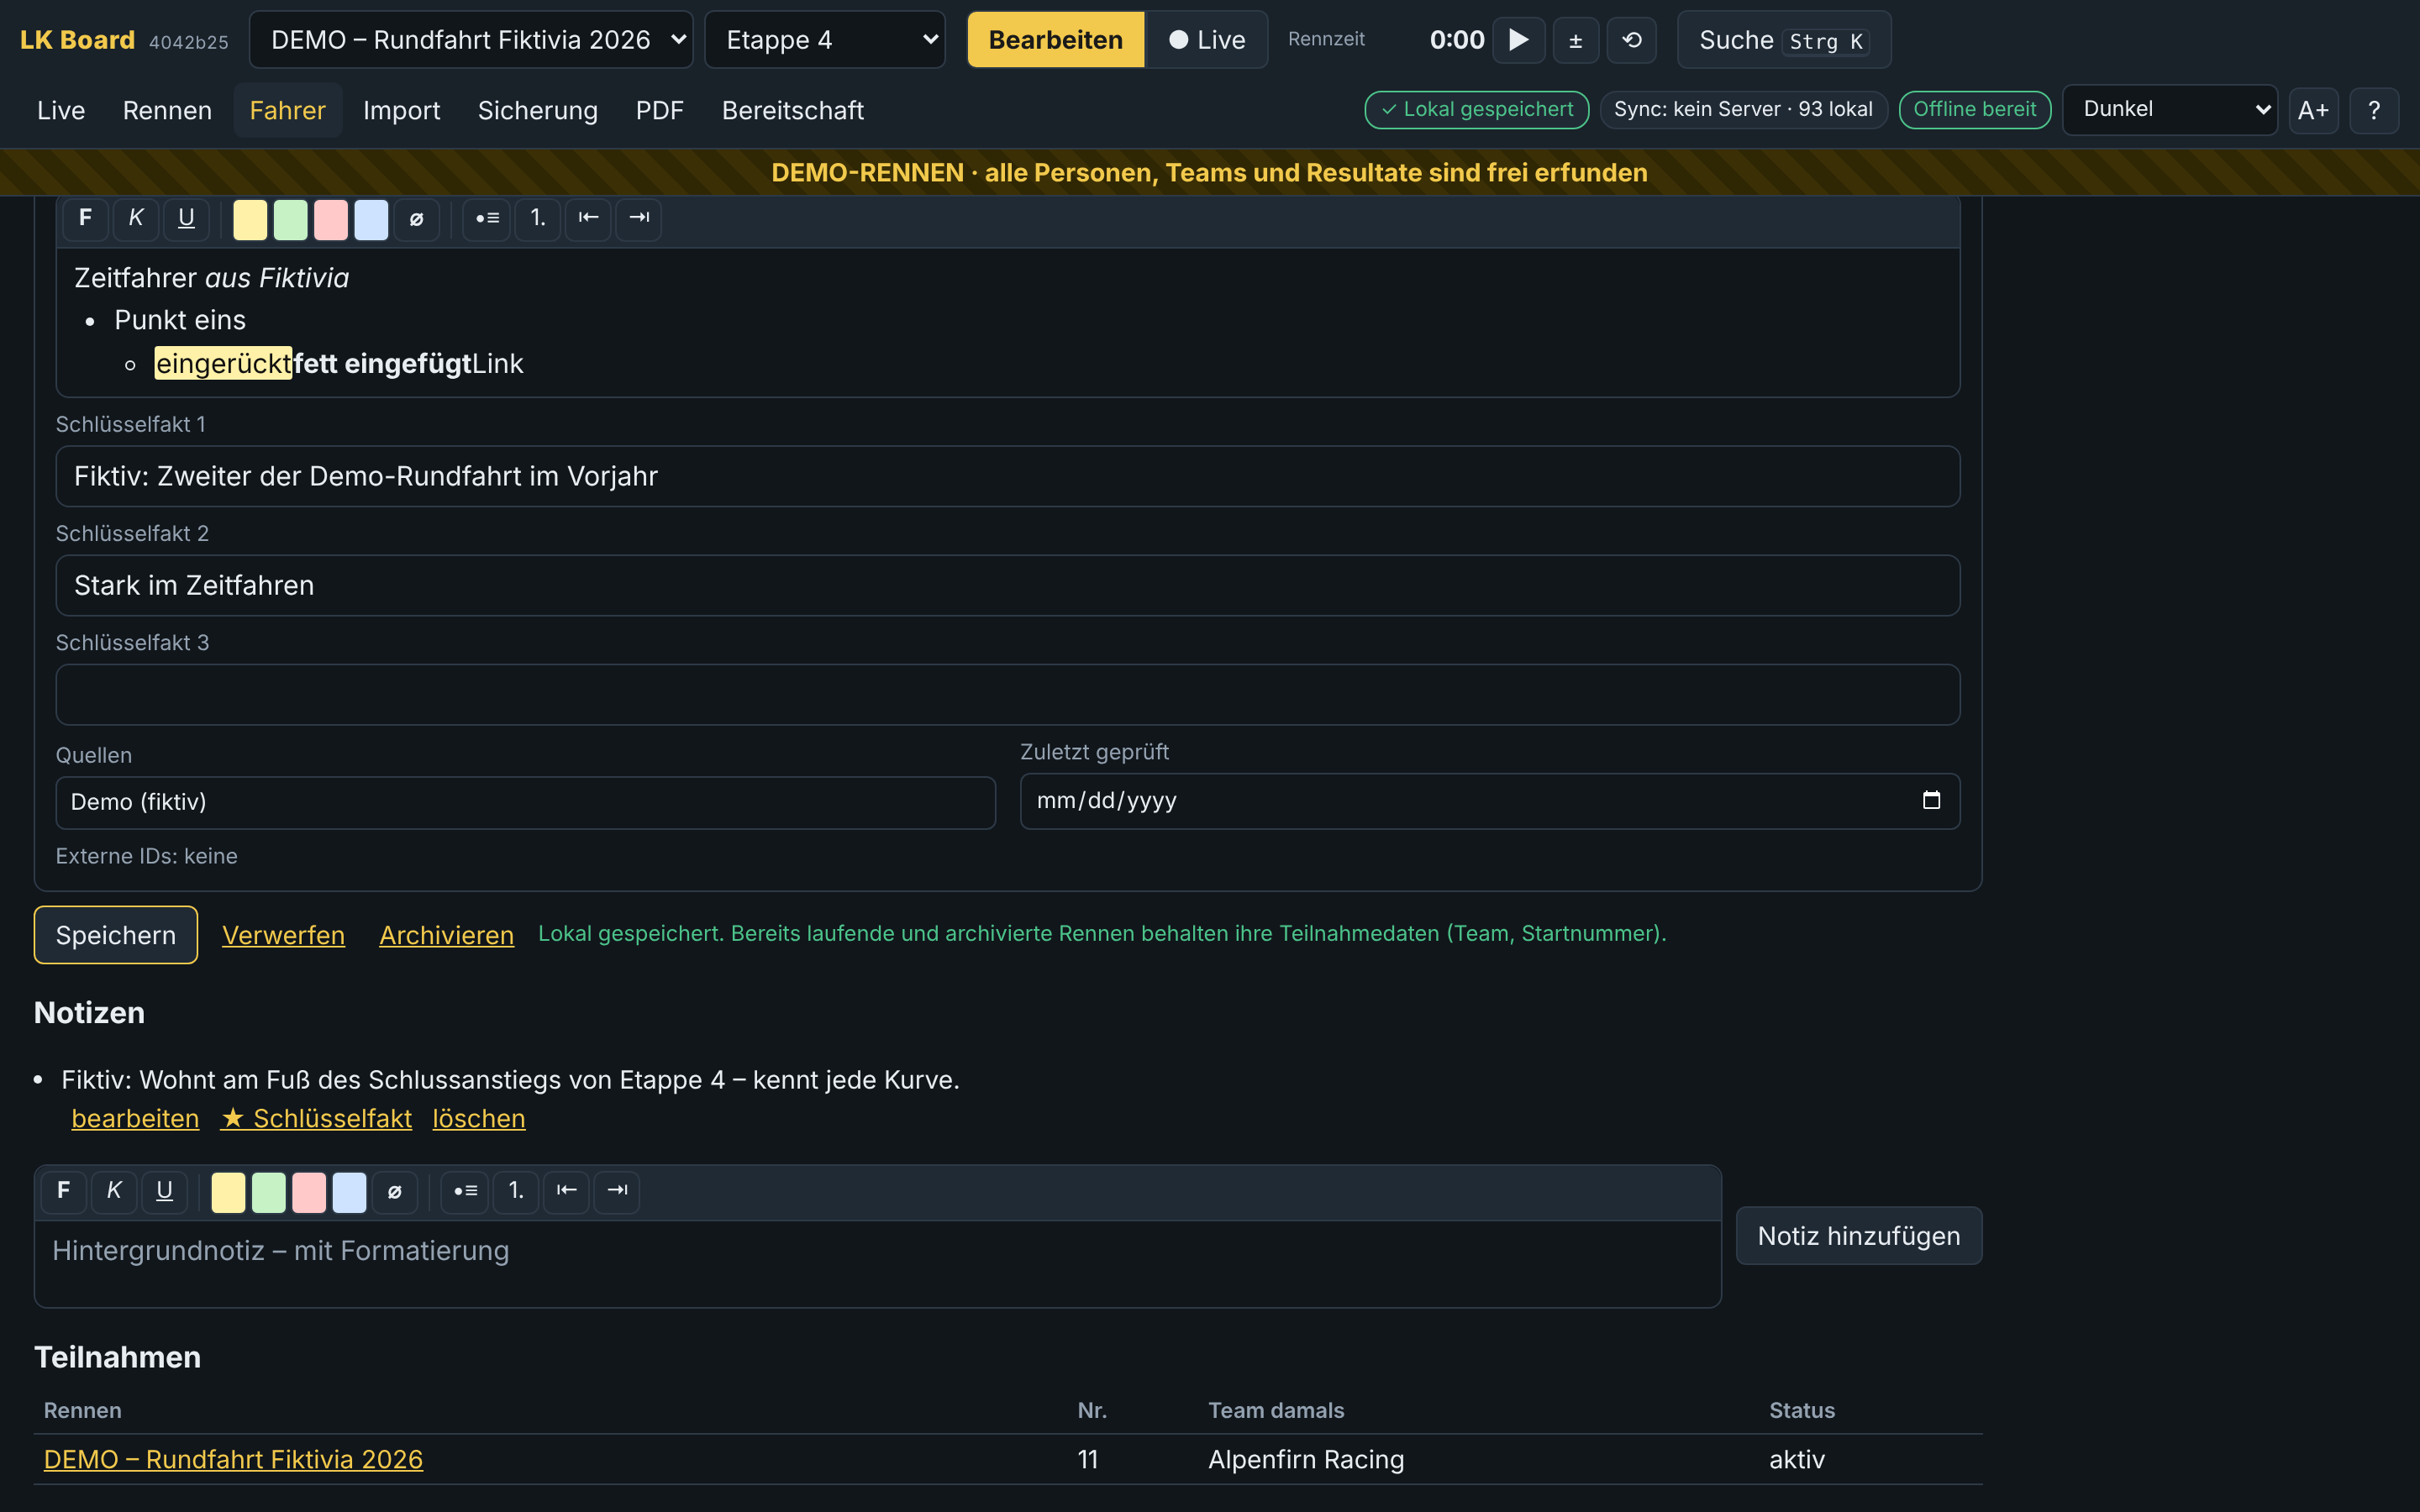 LK Board 4042b25 DEMO – Rundfahrt Fiktivia 2026 Etappe 4 Bearbeiten Live Rennzeit 0:00 ▶ ± ⟲ Suche Strg K
Live Rennen Fahrer Import Sicherung PDF Bereitschaft ✓ Lokal gespeichert Sync: kein Server · 93 lokal Offline bereit Dunkel A+ ?
DEMO-RENNEN · alle Personen, Teams und Resultate sind frei erfunden
F K U ⌀ •≡ 1. ⇤ ⇥
Zeitfahrer aus Fiktivia
• Punkt eins
◦ eingerücktfett eingefügtLink
Schlüsselfakt 1
Fiktiv: Zweiter der Demo-Rundfahrt im Vorjahr
Schlüsselfakt 2
Stark im Zeitfahren
Schlüsselfakt 3
Quellen Zuletzt geprüft
Demo (fiktiv) mm/dd/yyyy
Externe IDs: keine
Speichern Verwerfen Archivieren Lokal gespeichert. Bereits laufende und archivierte Rennen behalten ihre Teilnahmedaten (Team, Startnummer).
Notizen
• Fiktiv: Wohnt am Fuß des Schlussanstiegs von Etappe 4 – kennt jede Kurve.
bearbeiten ★ Schlüsselfakt löschen
F K U ⌀ •≡ 1. ⇤ ⇥
Hintergrundnotiz – mit Formatierung
Notiz hinzufügen
Teilnahmen
Rennen Nr. Team damals Status
DEMO – Rundfahrt Fiktivia 2026 11 Alpenfirn Racing aktiv